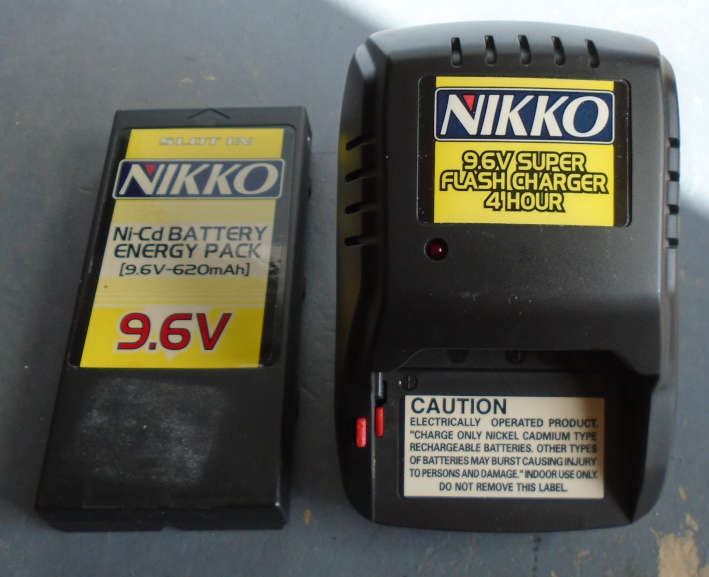 SLOT IN
NIKKO
Ni-Cd BATTERY
ENERGY PACK
[9.6V-620mAh]
9.6V
NIKKO
9.6V SUPER
FLASH CHARGER
4 HOUR
CAUTION
ELECTRICALLY OPERATED PRODUCT.
"CHARGE ONLY NICKEL CADMIUM TYPE
RECHARGEABLE BATTERIES. OTHER TYPES
OF BATTERIES MAY BURST CAUSING INJURY
TO PERSONS AND DAMAGE." INDOOR USE ONLY.
DO NOT REMOVE THIS LABEL.